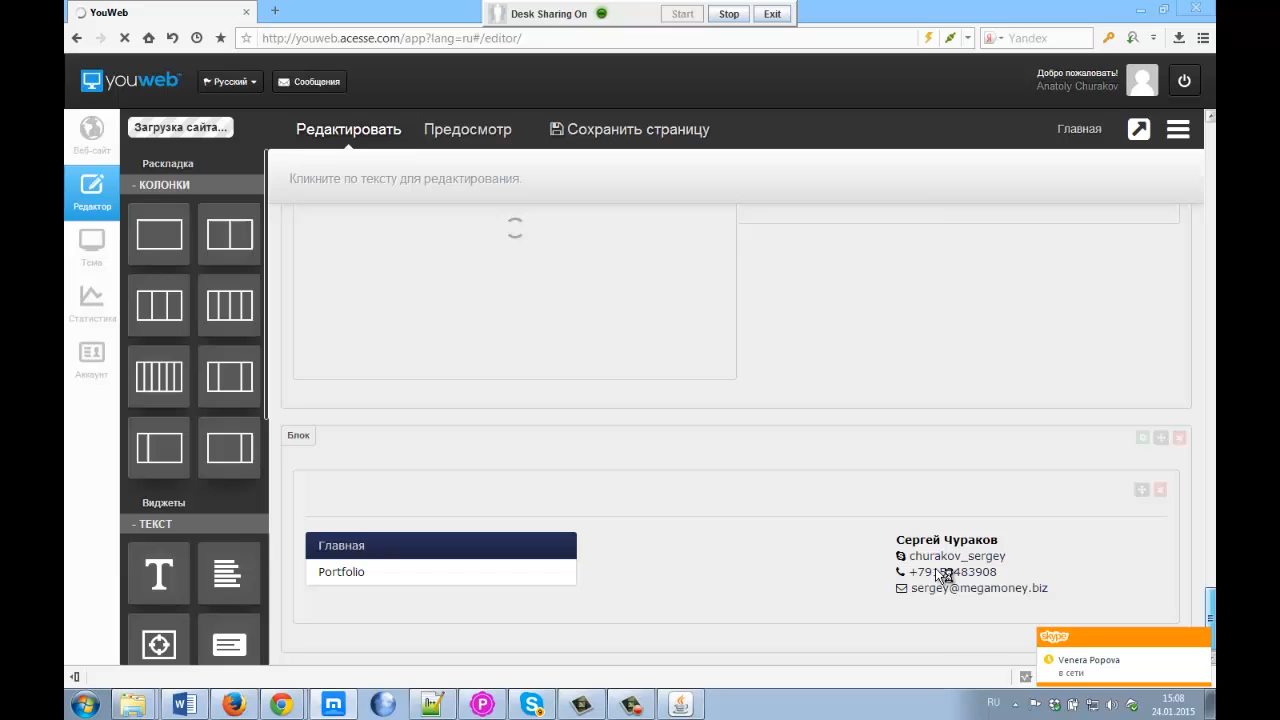 YouWeb
Desk Sharing On
Start
Stop
Exit
http://youweb.acesse.com/app?lang=ru#/editor/
Yandex
youweb
Русский
Сообщения
Добро пожаловать!
Anatoly Churakov
Веб-сайт
Загрузка сайта...
Редактировать
Предосмотр
Сохранить страницу
Главная
Раскладка
- КОЛОНКИ
Кликните по тексту для редактирования.
Редактор
Тема
Статистика
Аккаунт
Блок
Виджеты
- ТЕКСТ
Главная
Portfolio
Сергей Чураков
churakov_sergey
sergey@megamoney.biz
skype
Venera Popova
в сети
RU
15:08
24.01.2015